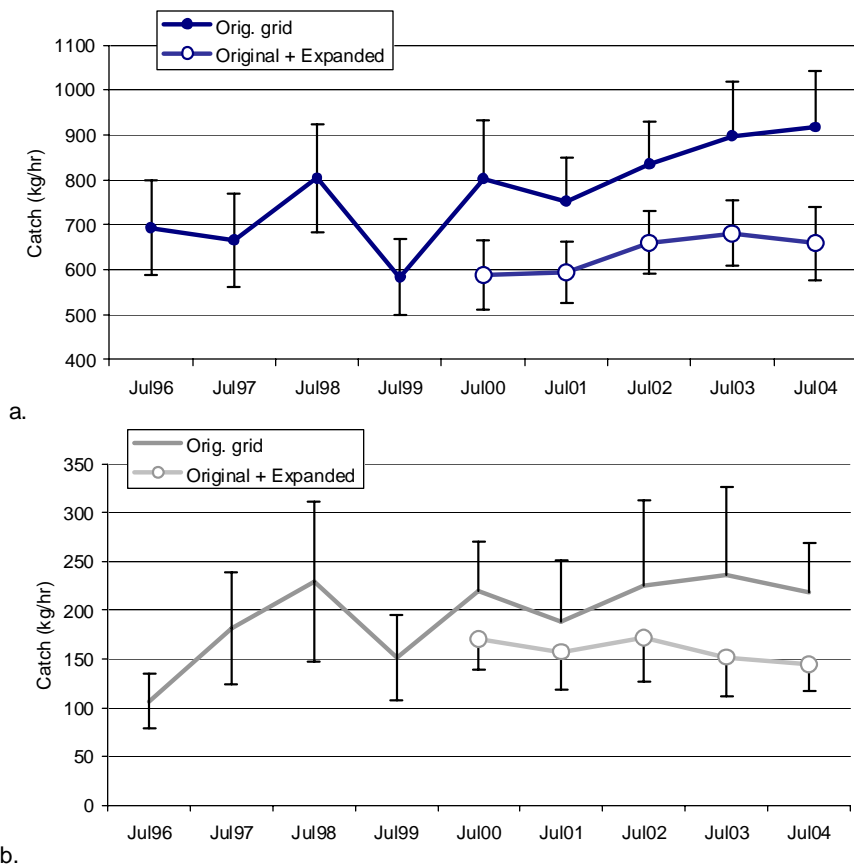 Orig. grid
Original + Expanded
1100
1000
900
800
700
600
500
400
Catch (kg/hr)
Jul96 Jul97 Jul98 Jul99 Jul00 Jul01 Jul02 Jul03 Jul04
a.
Orig. grid
Original + Expanded
350
300
250
200
150
100
50
0
Catch (kg/hr)
Jul96 Jul97 Jul98 Jul99 Jul00 Jul01 Jul02 Jul03 Jul04
b.